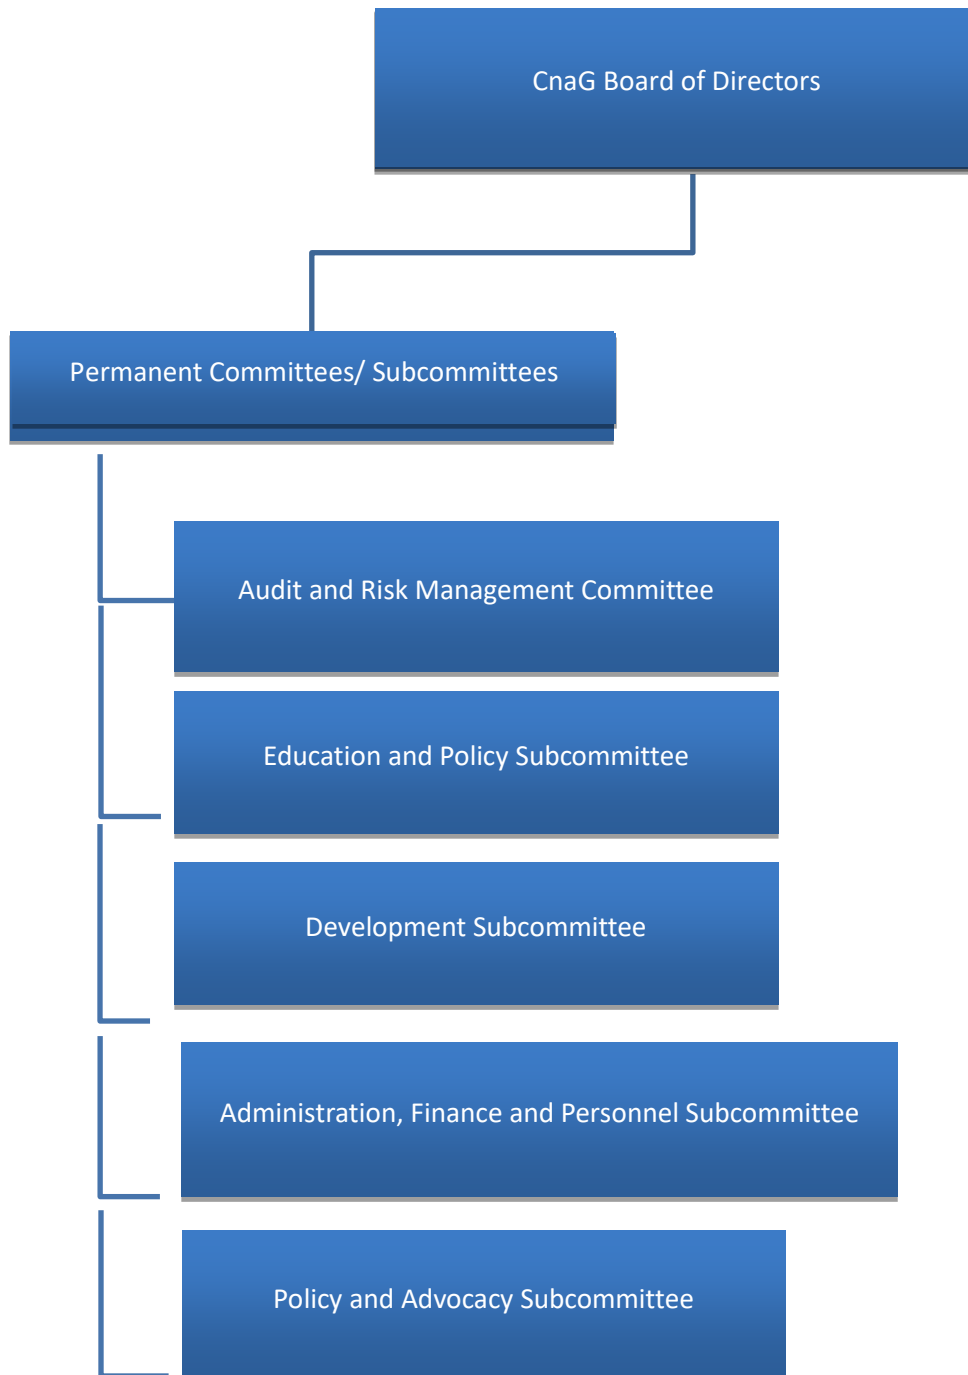 CnaG Board of Directors
Permanent Committees/ Subcommittees
Audit and Risk Management Committee
Education and Policy Subcommittee
Development Subcommittee
Administration, Finance and Personnel Subcommittee
Policy and Advocacy Subcommittee